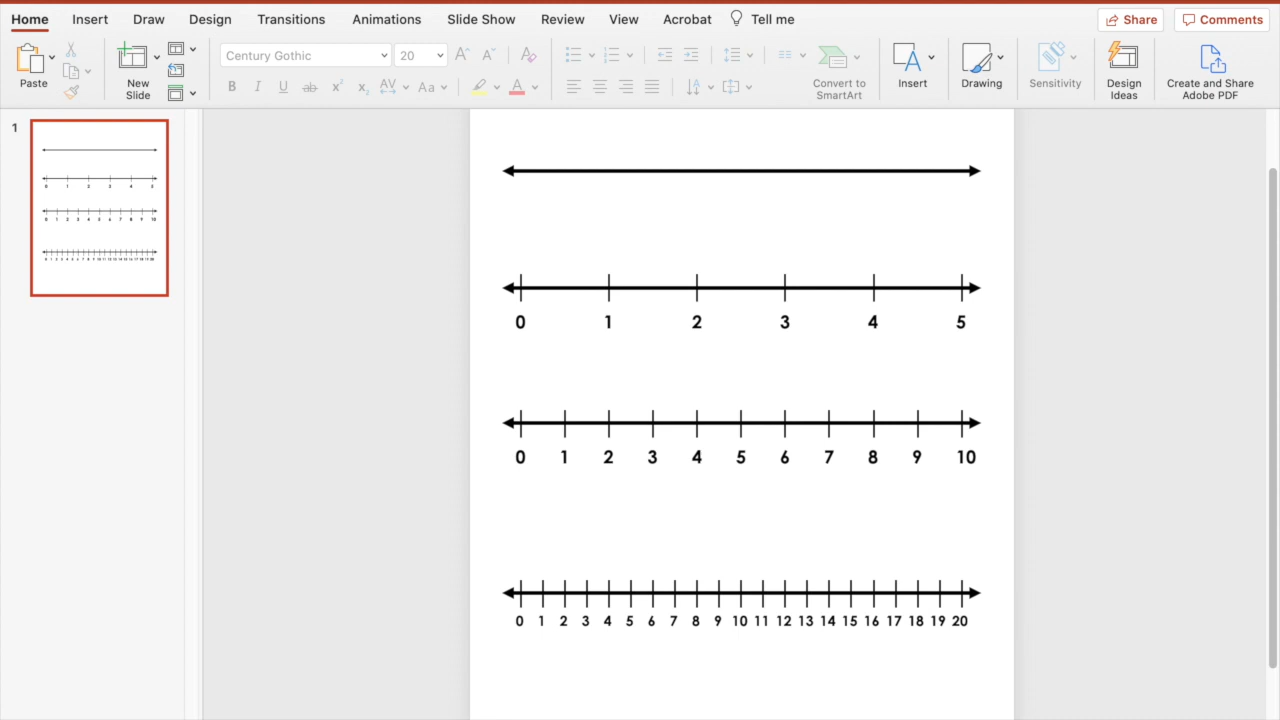 Home Insert Draw Design Transitions Animations Slide Show Review View Acrobat Tell me Share Comments
Century Gothic 20
Paste New Slide Convert to SmartArt Insert Drawing Sensitivity Design Ideas Create and Share Adobe PDF
1
0 1 2 3 4 5
0 1 2 3 4 5 6 7 8 9 10
0 1 2 3 4 5 6 7 8 9 10 11 12 13 14 15 16 17 18 19 20